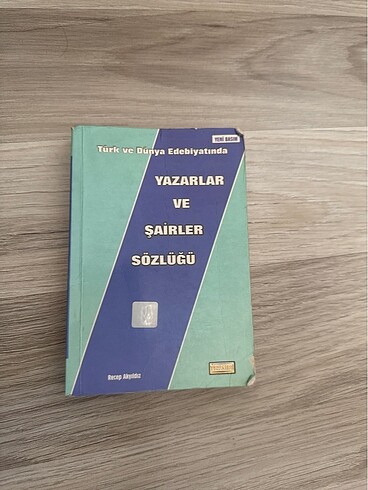 YENİ BASIM
Türk ve Dünya Edebiyatında
YAZARLAR
VE
ŞAİRLER
SÖZLÜĞÜ
Recep Akyıldız